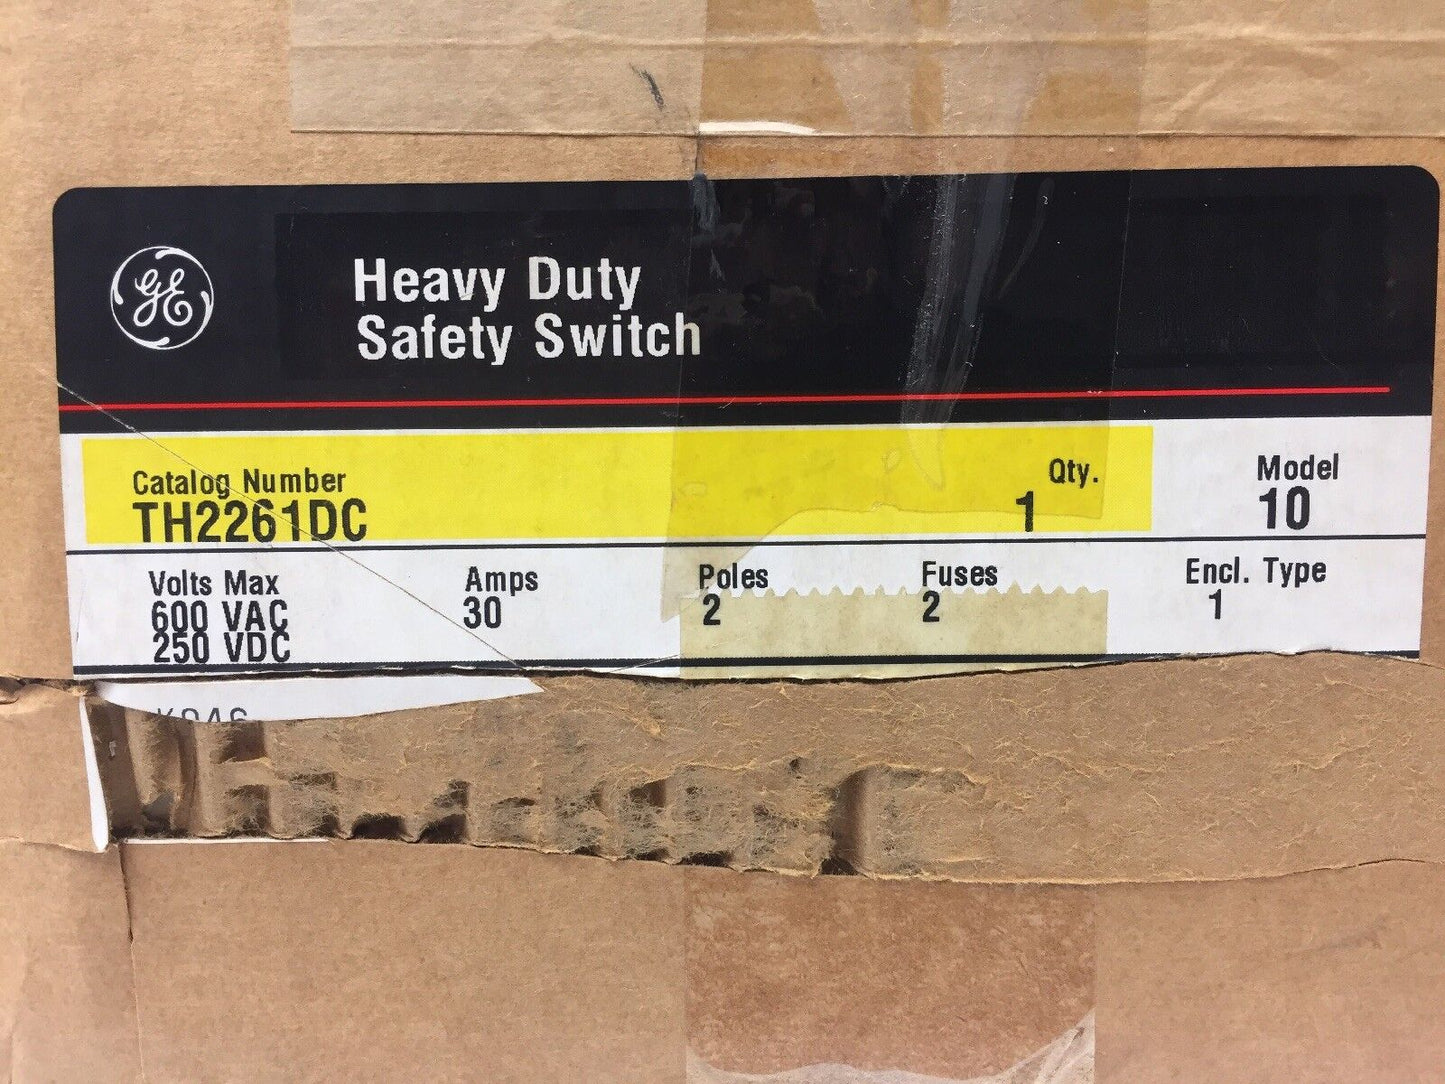 GE
Heavy Duty
Safety Switch
Catalog Number
TH2261DC
Qty.
1
Model
10
Volts Max
600 VAC
250 VDC
Amps
30
Poles
2
Fuses
2
Encl. Type
1